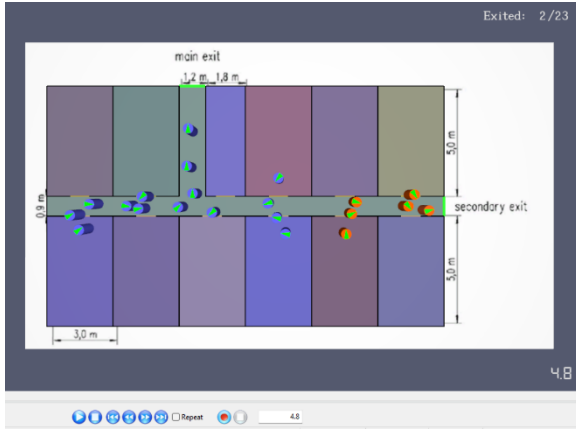 Exited: 2/23
main exit
1,2 m 1,8 m
5,0 m
0,9 m
secondary exit
5,0 m
3,0 m
4.8
Repeat
4.8